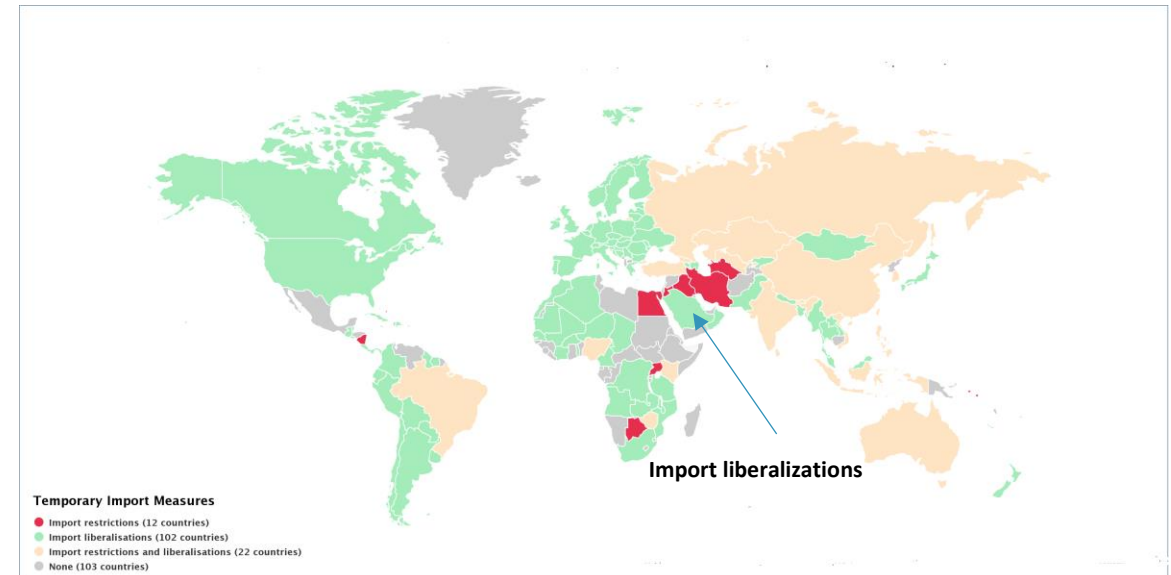 Import liberalizations
Temporary Import Measures
Import restrictions (12 countries)
Import liberalisations (102 countries)
Import restrictions and liberalisations (22 countries)
None (103 countries)